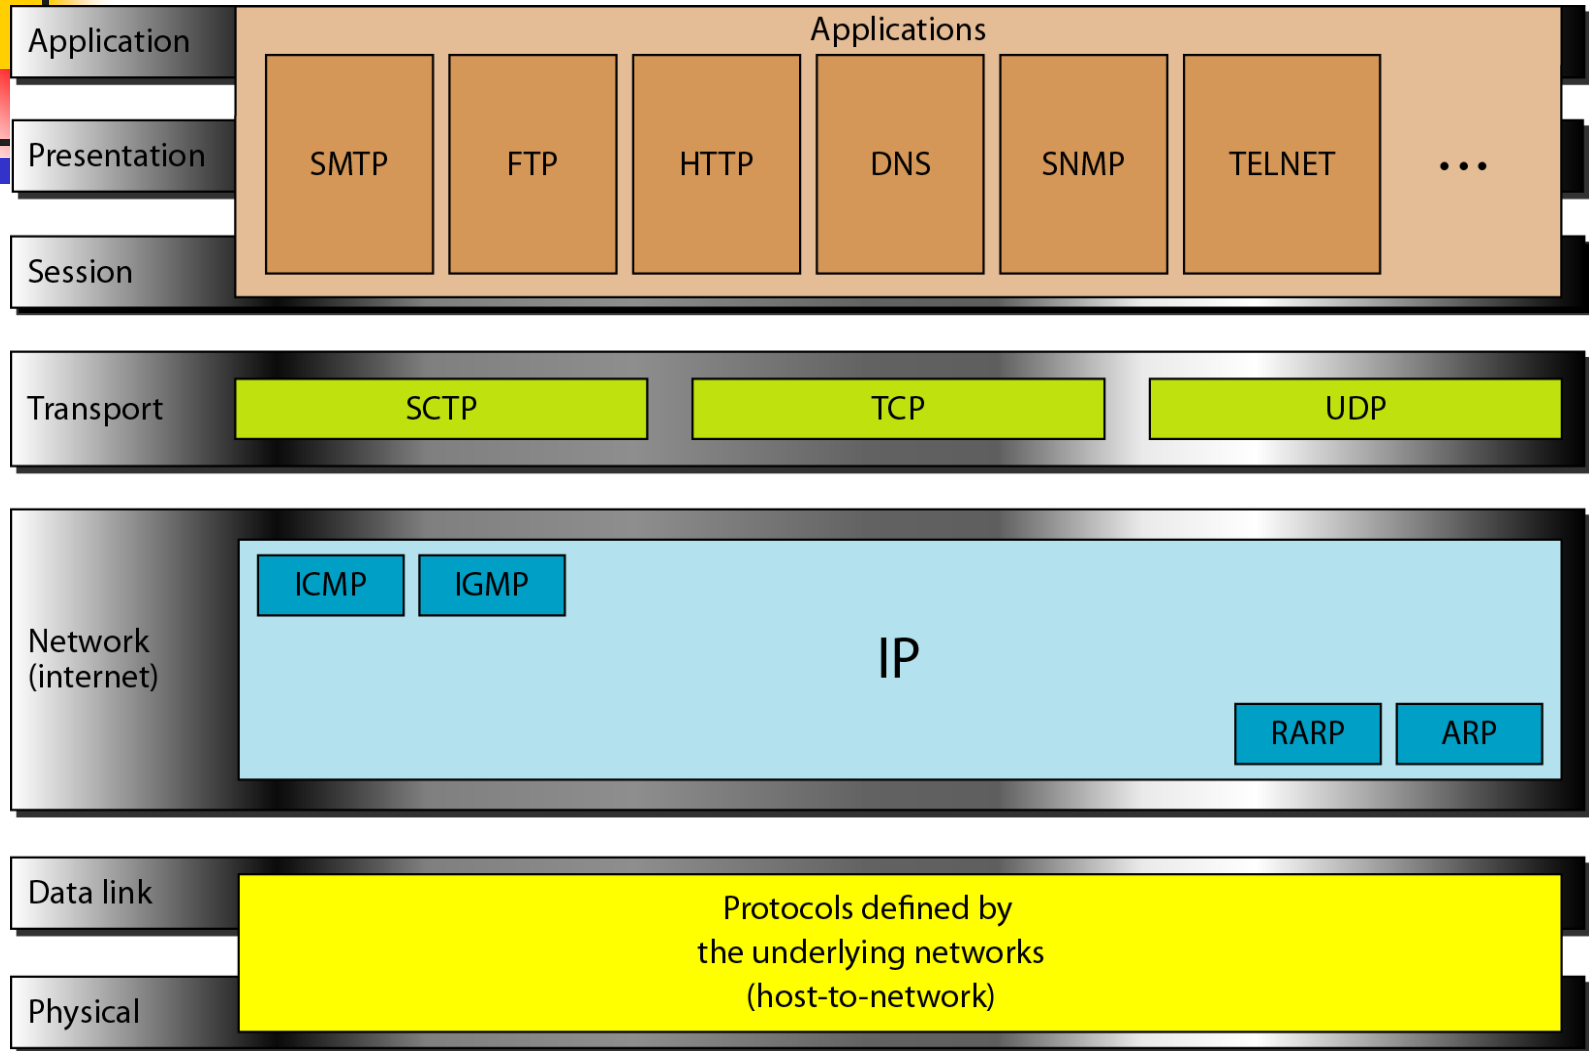 Application
Applications
Presentation
SMTP
FTP
HTTP
DNS
SNMP
TELNET
...
Session
Transport
SCTP
TCP
UDP
Network
(internet)
ICMP
IGMP
IP
RARP
ARP
Data link
Protocols defined by
the underlying networks
(host-to-network)
Physical